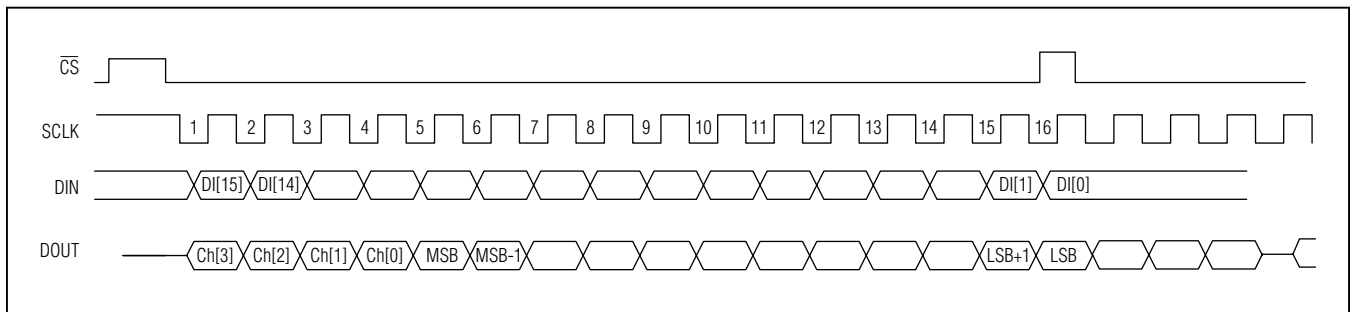 C̅S̅
SCLK 1 2 3 4 5 6 7 8 9 10 11 12 13 14 15 16
DIN DI[15] DI[14] DI[1] DI[0]
DOUT Ch[3] Ch[2] Ch[1] Ch[0] MSB MSB-1 LSB+1 LSB